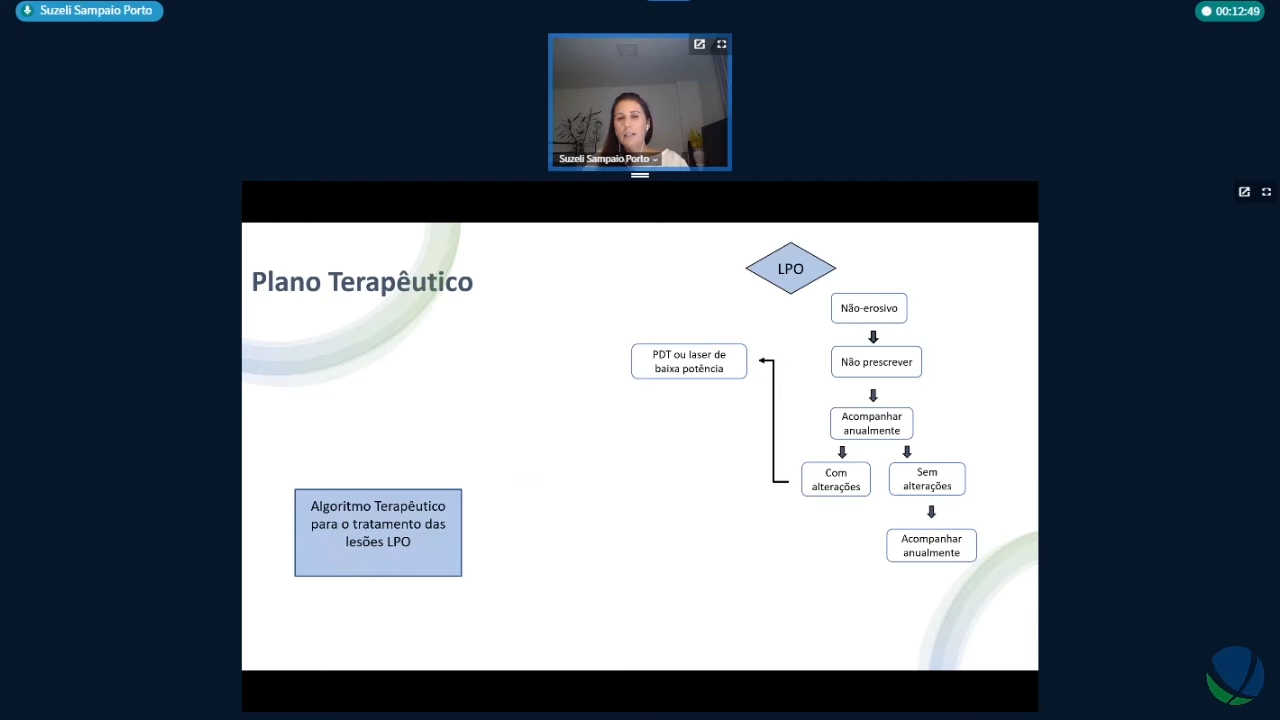 Suzeli Sampaio Porto
00:12:49
Suzeli Sampaio Porto
Plano Terapêutico
LPO
Não-erosivo
PDT ou laser de
baixa potência
Não prescrever
Acompanhar
anualmente
Com
alterações
Sem
alterações
Algoritmo Terapêutico
para o tratamento das
lesões LPO
Acompanhar
anualmente